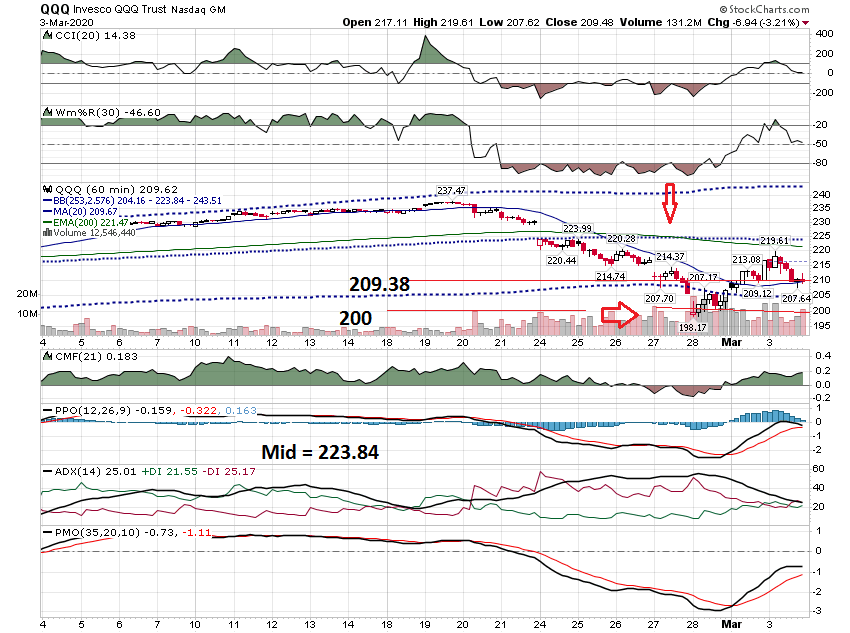 QQQ Invesco QQQ Trust Nasdaq GM
© StockCharts.com
3-Mar-2020
Open 217.11 High 219.61 Low 207.62 Close 209.48 Volume 131.2M Chg -6.94 (-3.21%)
CCI(20) 14.38
400
200
0
-200
Wm%R(30) -46.60
-20
-50
-80
QQQ (60 min) 209.62
BB(253,2.576) 204.16 - 223.84 - 243.51
MA(20) 209.67
EMA(200) 221.47
Volume 12,546,440
237.47
223.99
220.44
220.28
214.74
214.37
207.70
207.17
198.17
213.08
209.12
219.61
207.64
209.38
200
240
235
230
225
220
215
210
205
200
195
20M
10M
4 5 6 7 10 11 12 13 14 18 19 20 21 24 25 26 27 28 Mar 3
CMF(21) 0.183
0.4
0.2
0.0
-0.2
PPO(12,26,9) -0.159, -0.322, 0.163
1
0
-1
-2
Mid = 223.84
ADX(14) 25.01 +DI 21.55 -DI 25.17
60
40
20
PMO(35,20,10) -0.73, -1.11
1
0
-1
-2
-3
4 5 6 7 10 11 12 13 14 18 19 20 21 24 25 26 27 28 Mar 3